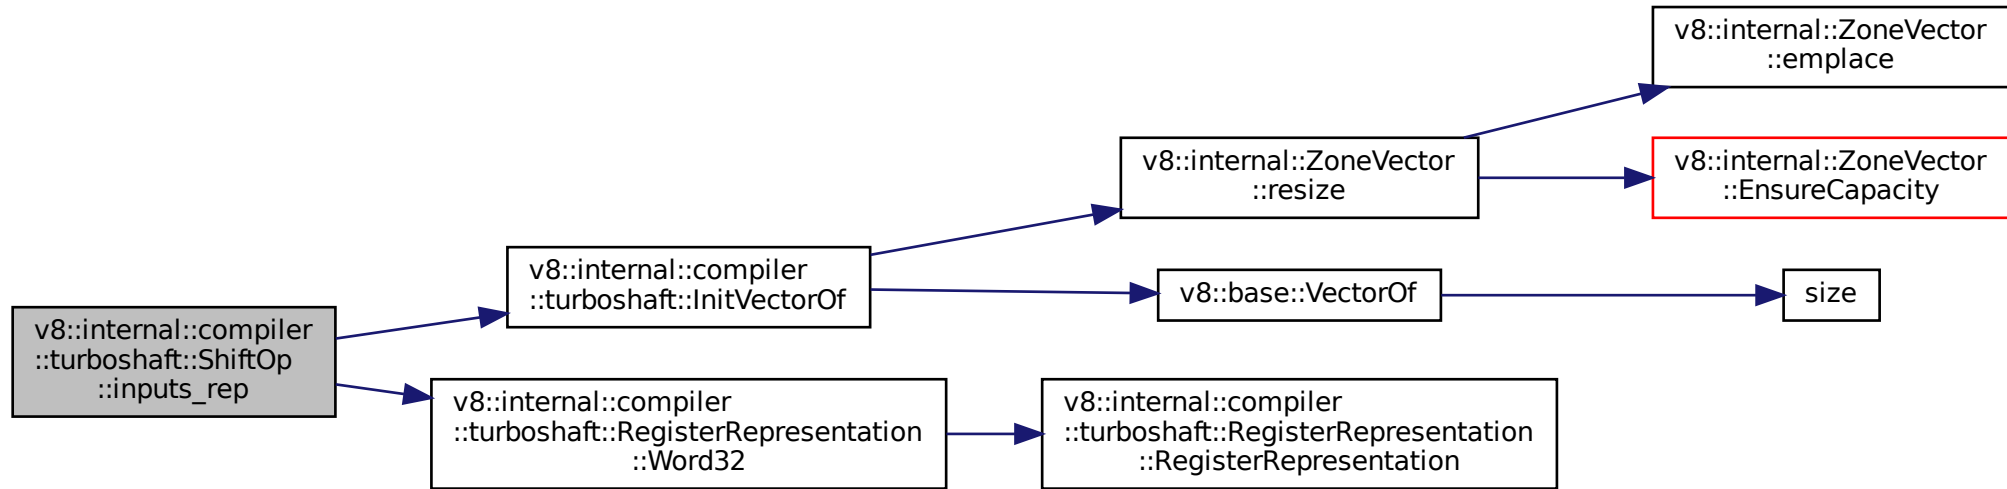 v8::internal::ZoneVector
::emplace
v8::internal::ZoneVector
::resize
v8::internal::ZoneVector
::EnsureCapacity
v8::internal::compiler
::turboshaft::InitVectorOf
v8::base::VectorOf
size
v8::internal::compiler
::turboshaft::ShiftOp
::inputs_rep
v8::internal::compiler
::turboshaft::RegisterRepresentation
::Word32
v8::internal::compiler
::turboshaft::RegisterRepresentation
::RegisterRepresentation